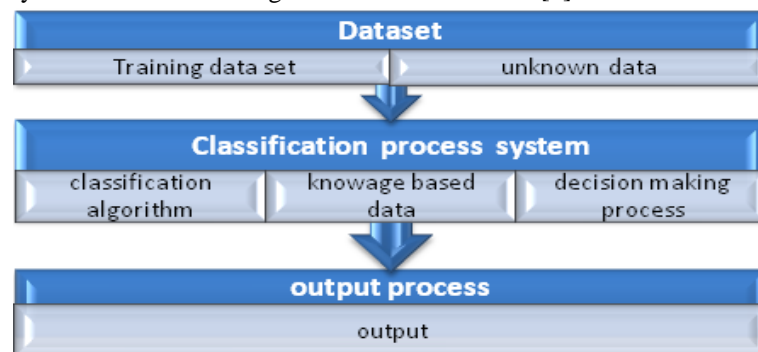 Dataset
Training data set unknown data
Classification process system
classification knowage based decision making
algorithm data process
output process
output